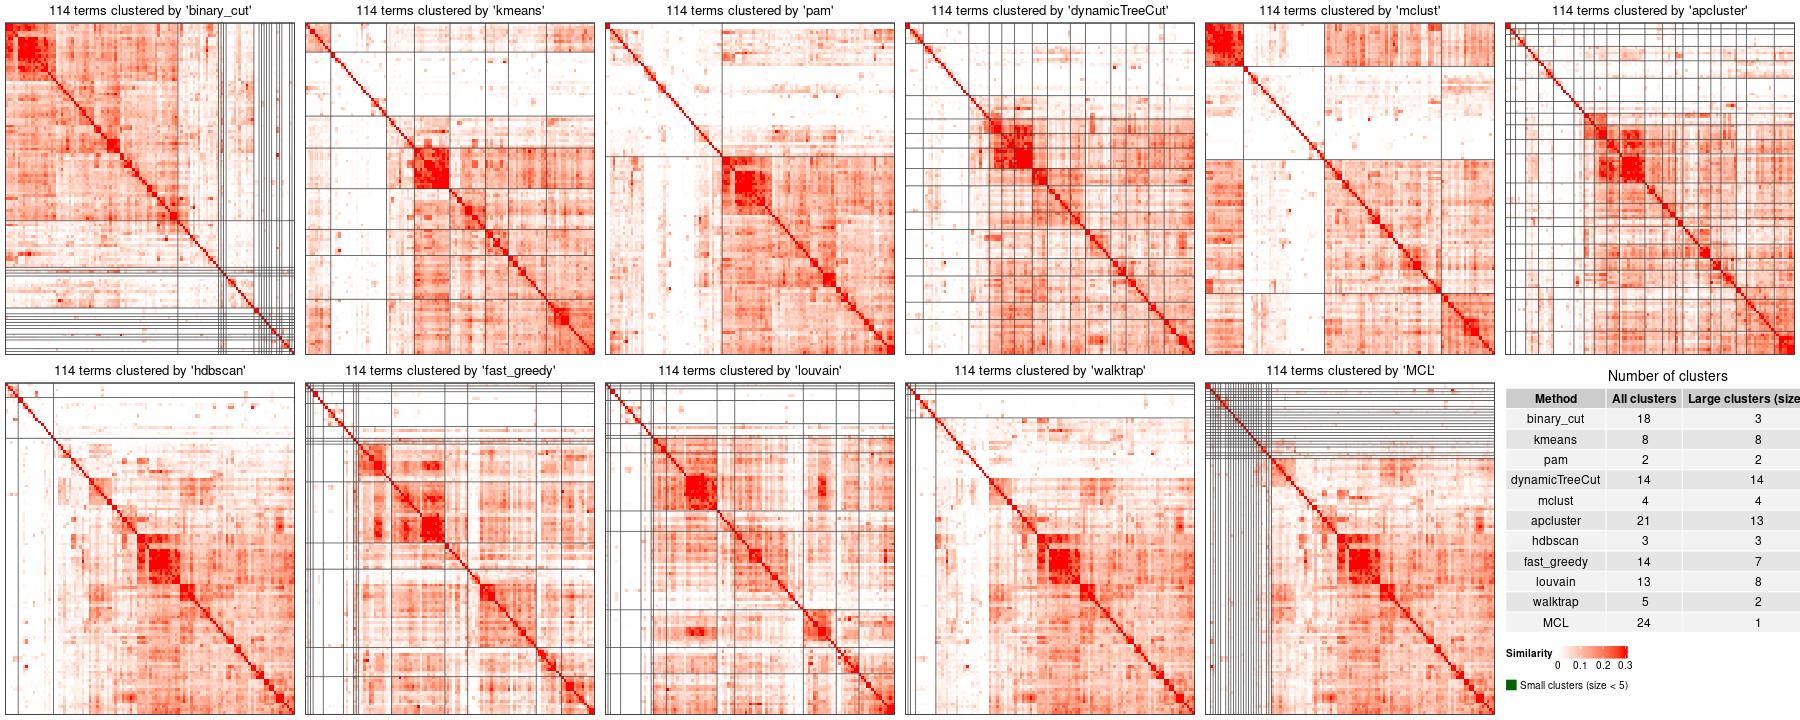 114 terms clustered by 'binary_cut'
114 terms clustered by 'kmeans'
114 terms clustered by 'pam'
114 terms clustered by 'dynamicTreeCut'
114 terms clustered by 'mclust'
114 terms clustered by 'apcluster'
114 terms clustered by 'hdbscan'
114 terms clustered by 'fast_greedy'
114 terms clustered by 'louvain'
114 terms clustered by 'walktrap'
114 terms clustered by 'MCL'
Number of clusters
Method All clusters Large clusters (size
binary_cut 18 3
kmeans 8 8
pam 2 2
dynamicTreeCut 14 14
mclust 4 4
apcluster 21 13
hdbscan 3 3
fast_greedy 14 7
louvain 13 8
walktrap 5 2
MCL 24 1
Similarity
0 0.1 0.2 0.3
Small clusters (size < 5)